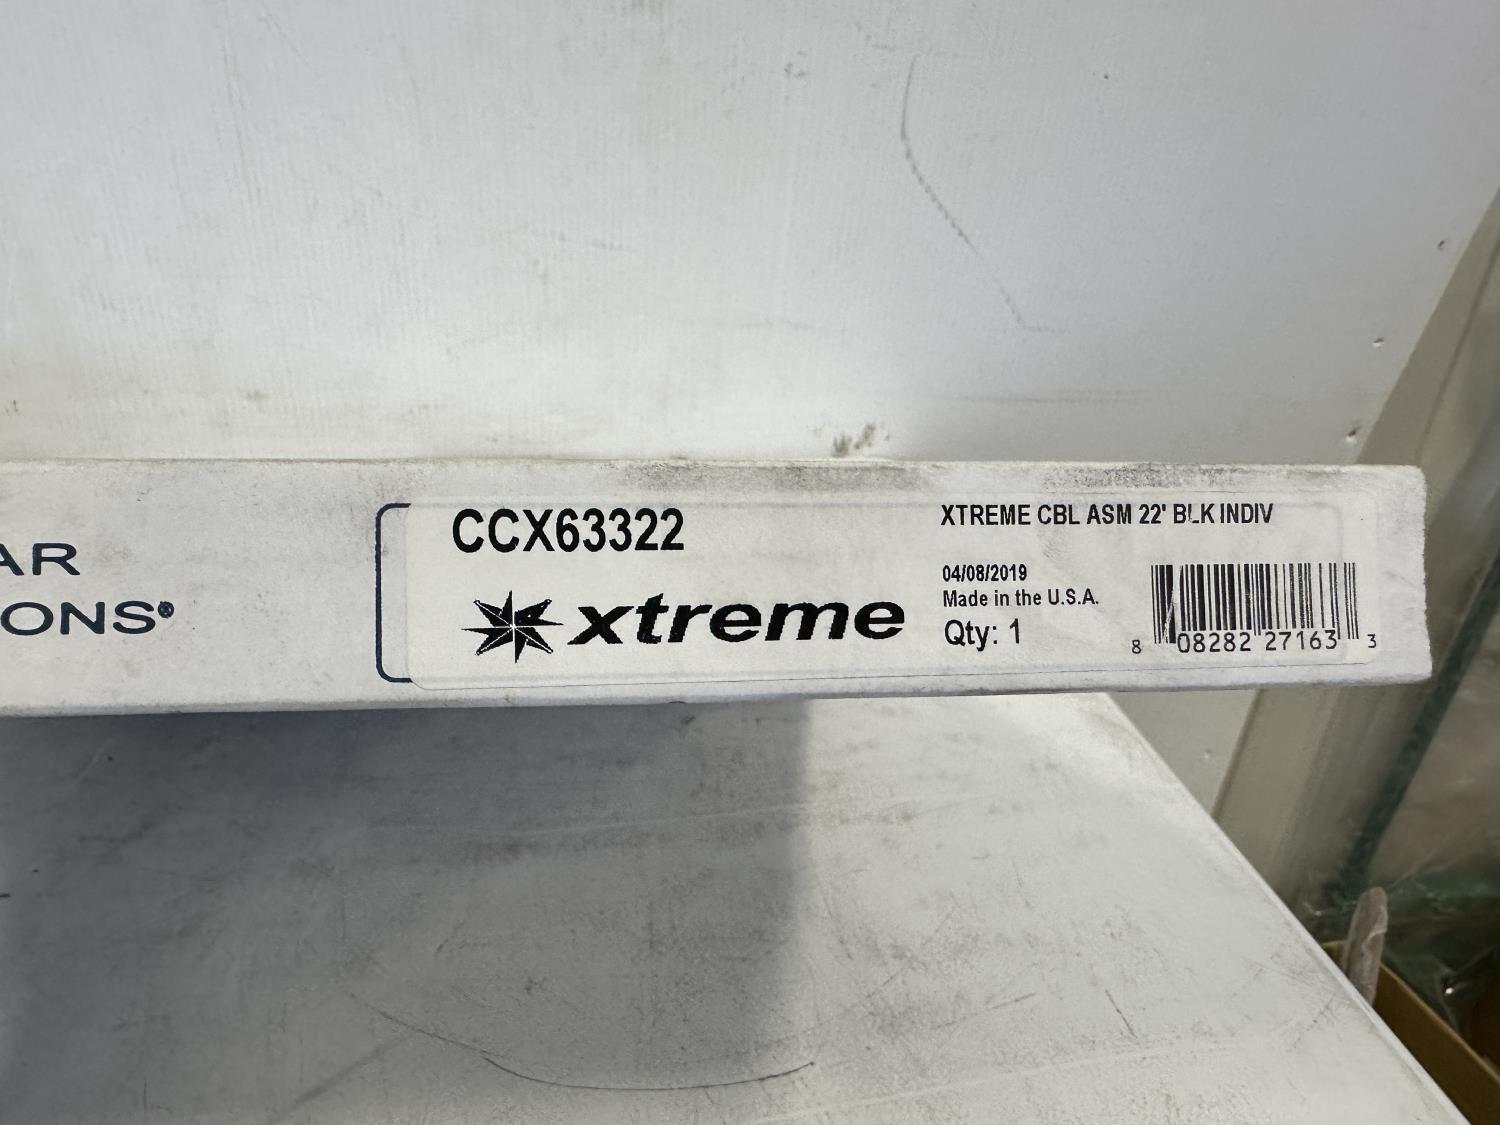 AR
ONS®
CCX63322
xtreme
XTREME CBL ASM 22' BLK INDIV
04/08/2019
Made in the U.S.A.
Qty: 1
8 08282 27163 3